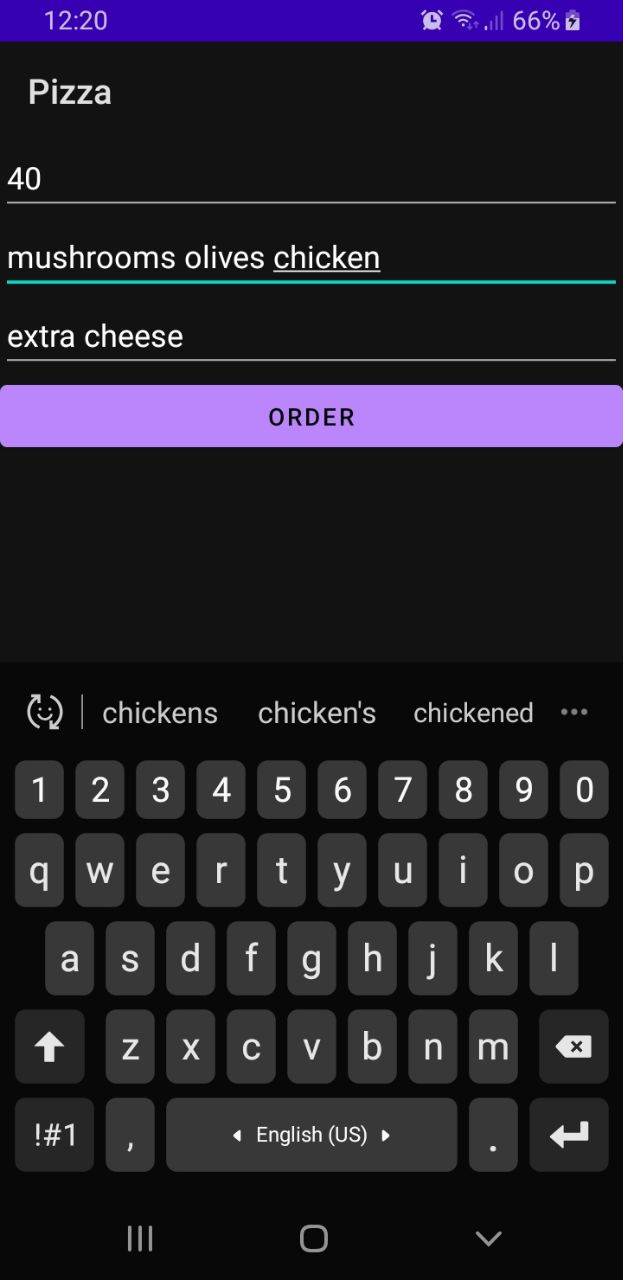 12:20 66%
Pizza
40
mushrooms olives chicken
extra cheese
ORDER
chickens chicken's chickened ...
1 2 3 4 5 6 7 8 9 0
q w e r t y u i o p
a s d f g h j k l
z x c v b n m
!#1 , English (US) .